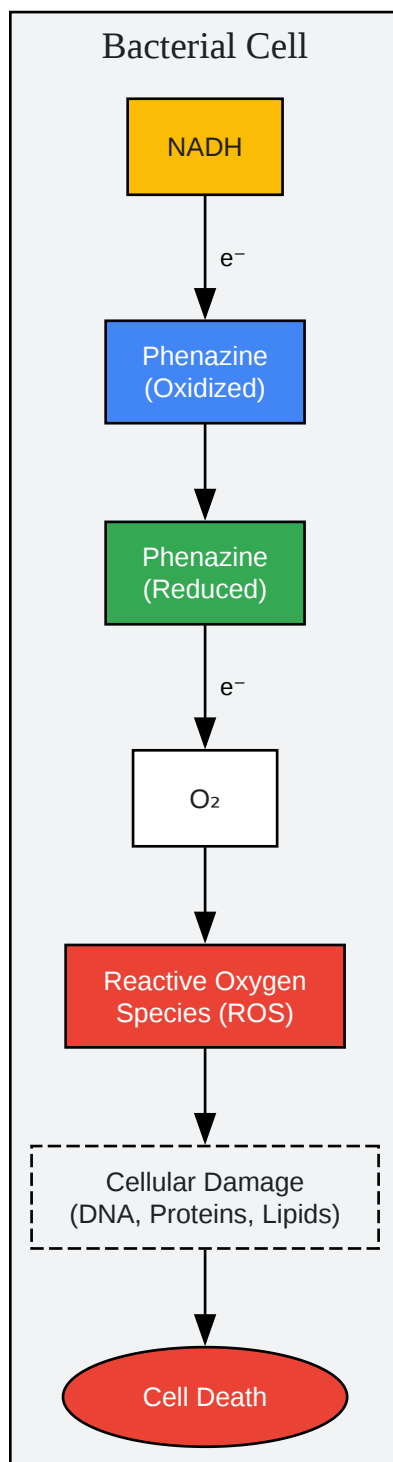 Bacterial Cell
NADH
e⁻
Phenazine
(Oxidized)
Phenazine
(Reduced)
e⁻
O₂
Reactive Oxygen
Species (ROS)
Cellular Damage
(DNA, Proteins, Lipids)
Cell Death